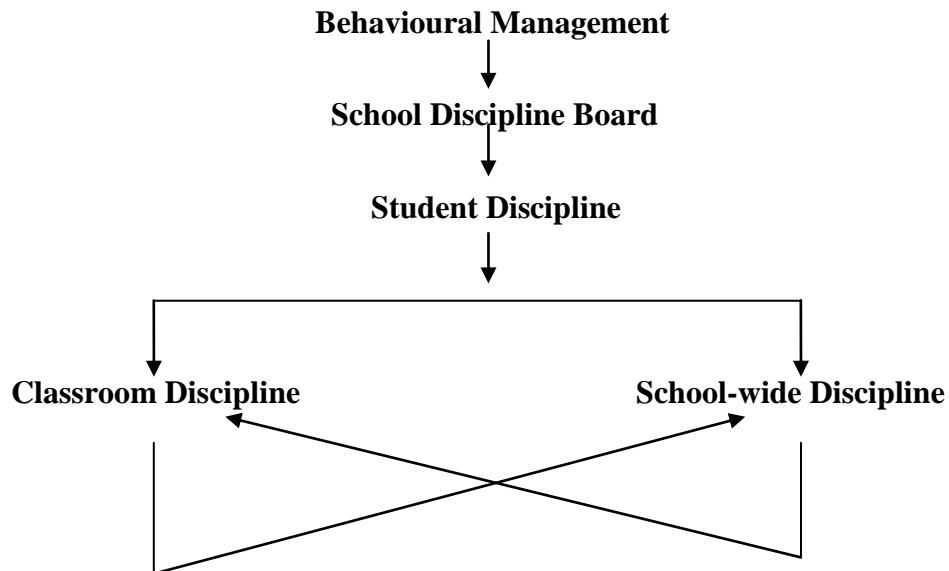 Behavioural Management
School Discipline Board
Student Discipline
Classroom Discipline
School-wide Discipline